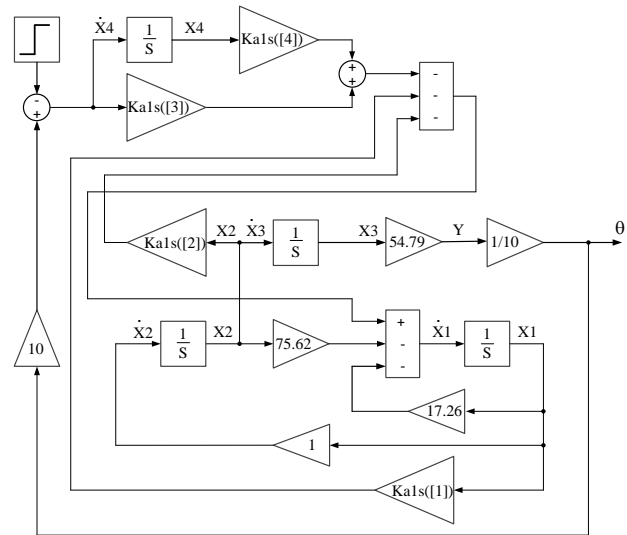 Ẋ4
1/S
X4
Ka1s([4])
Ka1s([3])
+
+
-
-
-
-
+
Ka1s([2])
X2
Ẋ3
1/S
X3
54.79
Y
1/10
θ
10
Ẋ2
1/S
X2
75.62
+
-
-
Ẋ1
1/S
X1
17.26
1
Ka1s([1])